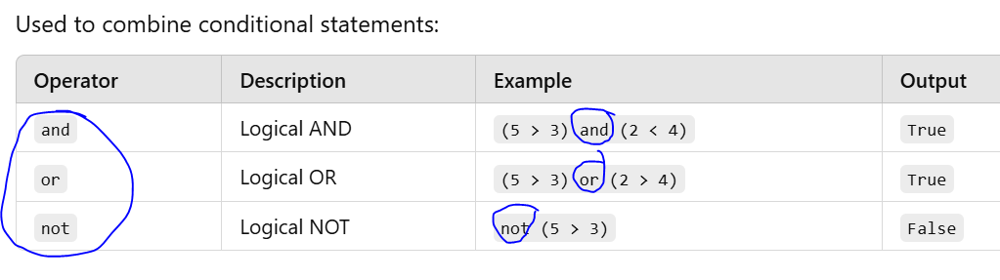 Used to combine conditional statements:
Operator Description Example Output
and Logical AND (5 > 3) and (2 < 4) True
or Logical OR (5 > 3) or (2 > 4) True
not Logical NOT not (5 > 3) False